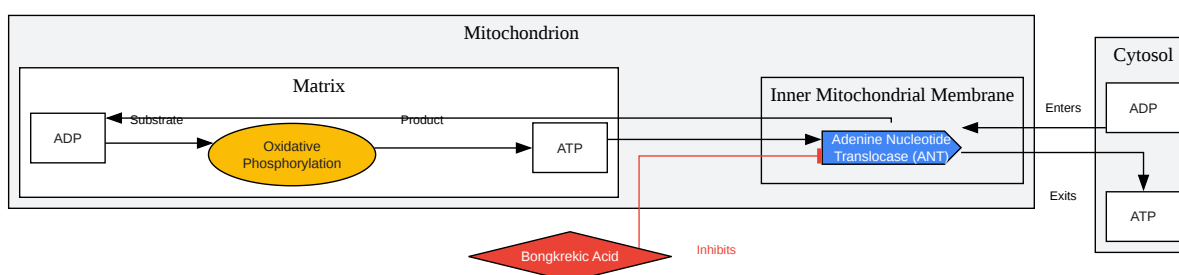 Mitochondrion
Cytosol
Matrix
Inner Mitochondrial Membrane
Enters
ADP
Substrate
Product
ADP
Oxidative
Phosphorylation
ATP
Adenine Nucleotide
Translocase (ANT)
Exits
ATP
Bongkrekic Acid
Inhibits